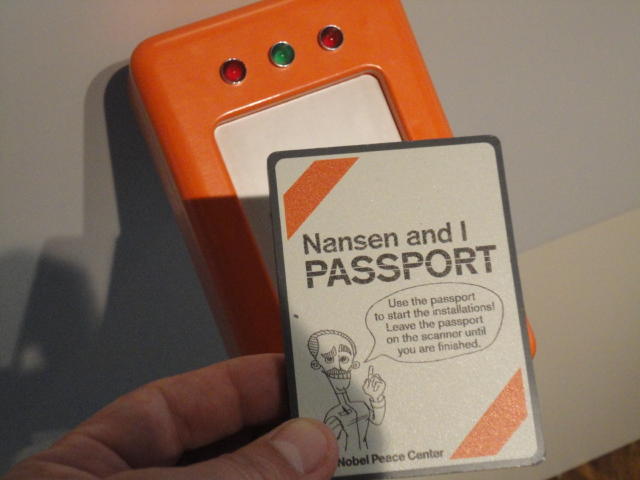 Nansen and I
PASSPORT
Use the passport
to start the installations!
Leave the passport
on the scanner until
you are finished.
Nobel Peace Center